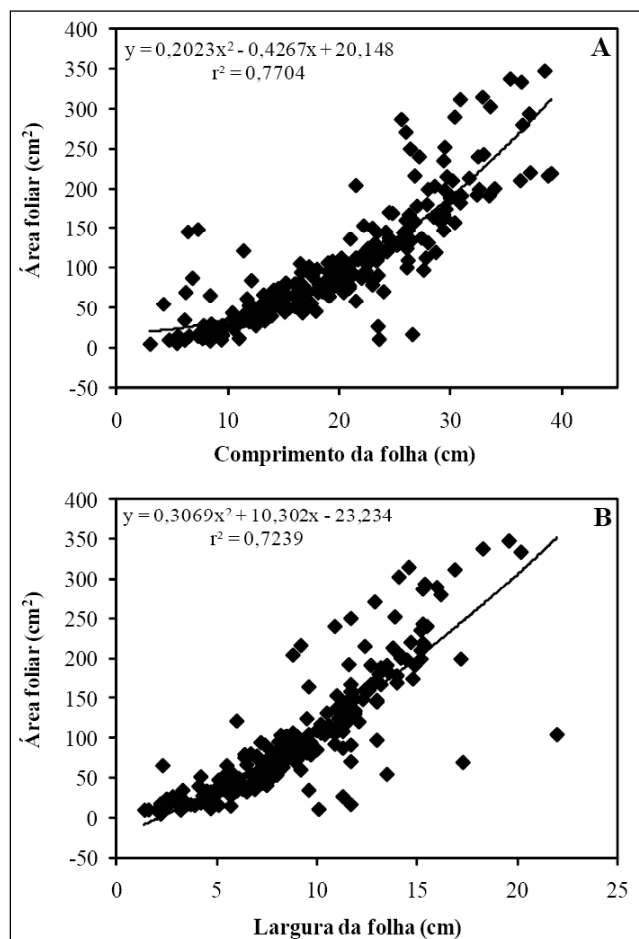 y = 0,2023x² - 0,4267x + 20,148
A
r² = 0,7704
400
350
300
250
200
150
100
50
0
-50
Área foliar (cm²)
0 10 20 30 40
Comprimento da folha (cm)
y = 0,3069x² + 10,302x - 23,234
B
r² = 0,7239
400
350
300
250
200
150
100
50
0
-50
Área foliar (cm²)
0 5 10 15 20 25
Largura da folha (cm)